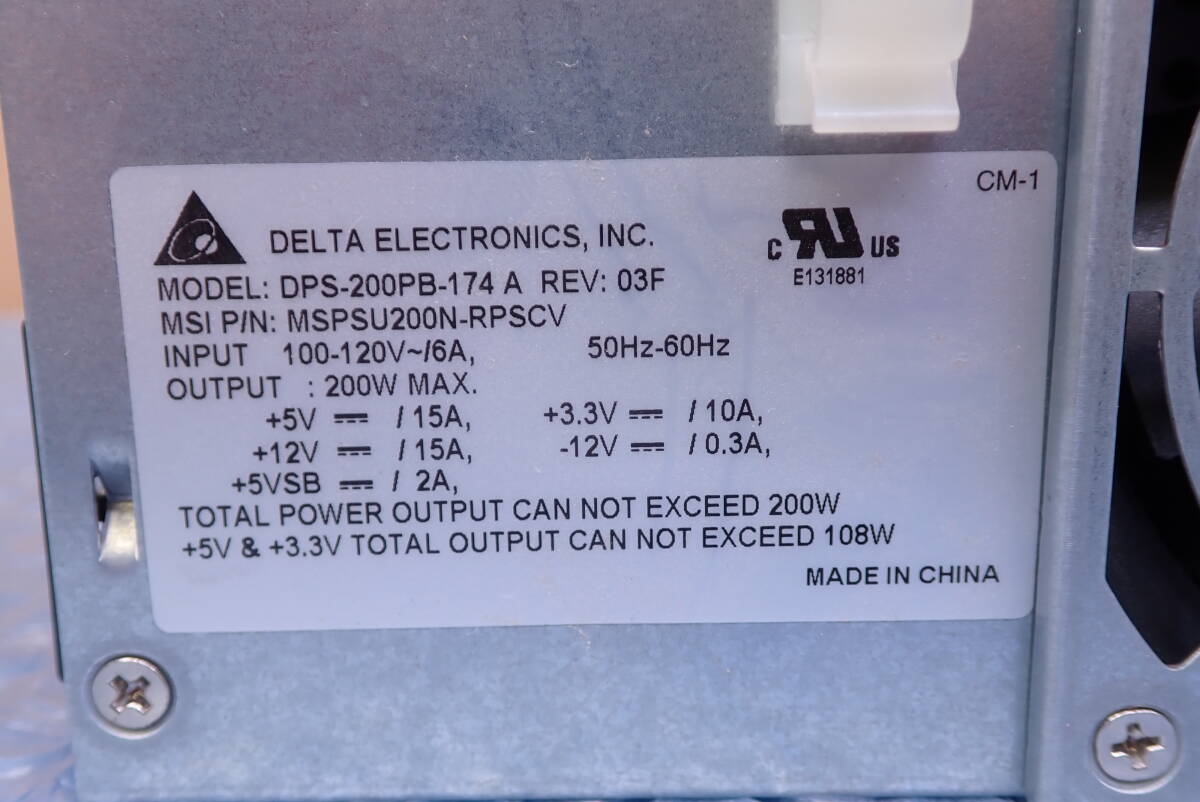 CM-1
DELTA ELECTRONICS, INC.
C RU US
E131881
MODEL: DPS-200PB-174 A REV: 03F
MSI P/N: MSPSU200N-RPSCV
INPUT 100-120V~/6A, 50Hz-60Hz
OUTPUT : 200W MAX.
+5V ⎓ / 15A, +3.3V ⎓ / 10A,
+12V ⎓ / 15A, -12V ⎓ / 0.3A,
+5VSB ⎓ / 2A,
TOTAL POWER OUTPUT CAN NOT EXCEED 200W
+5V & +3.3V TOTAL OUTPUT CAN NOT EXCEED 108W
MADE IN CHINA